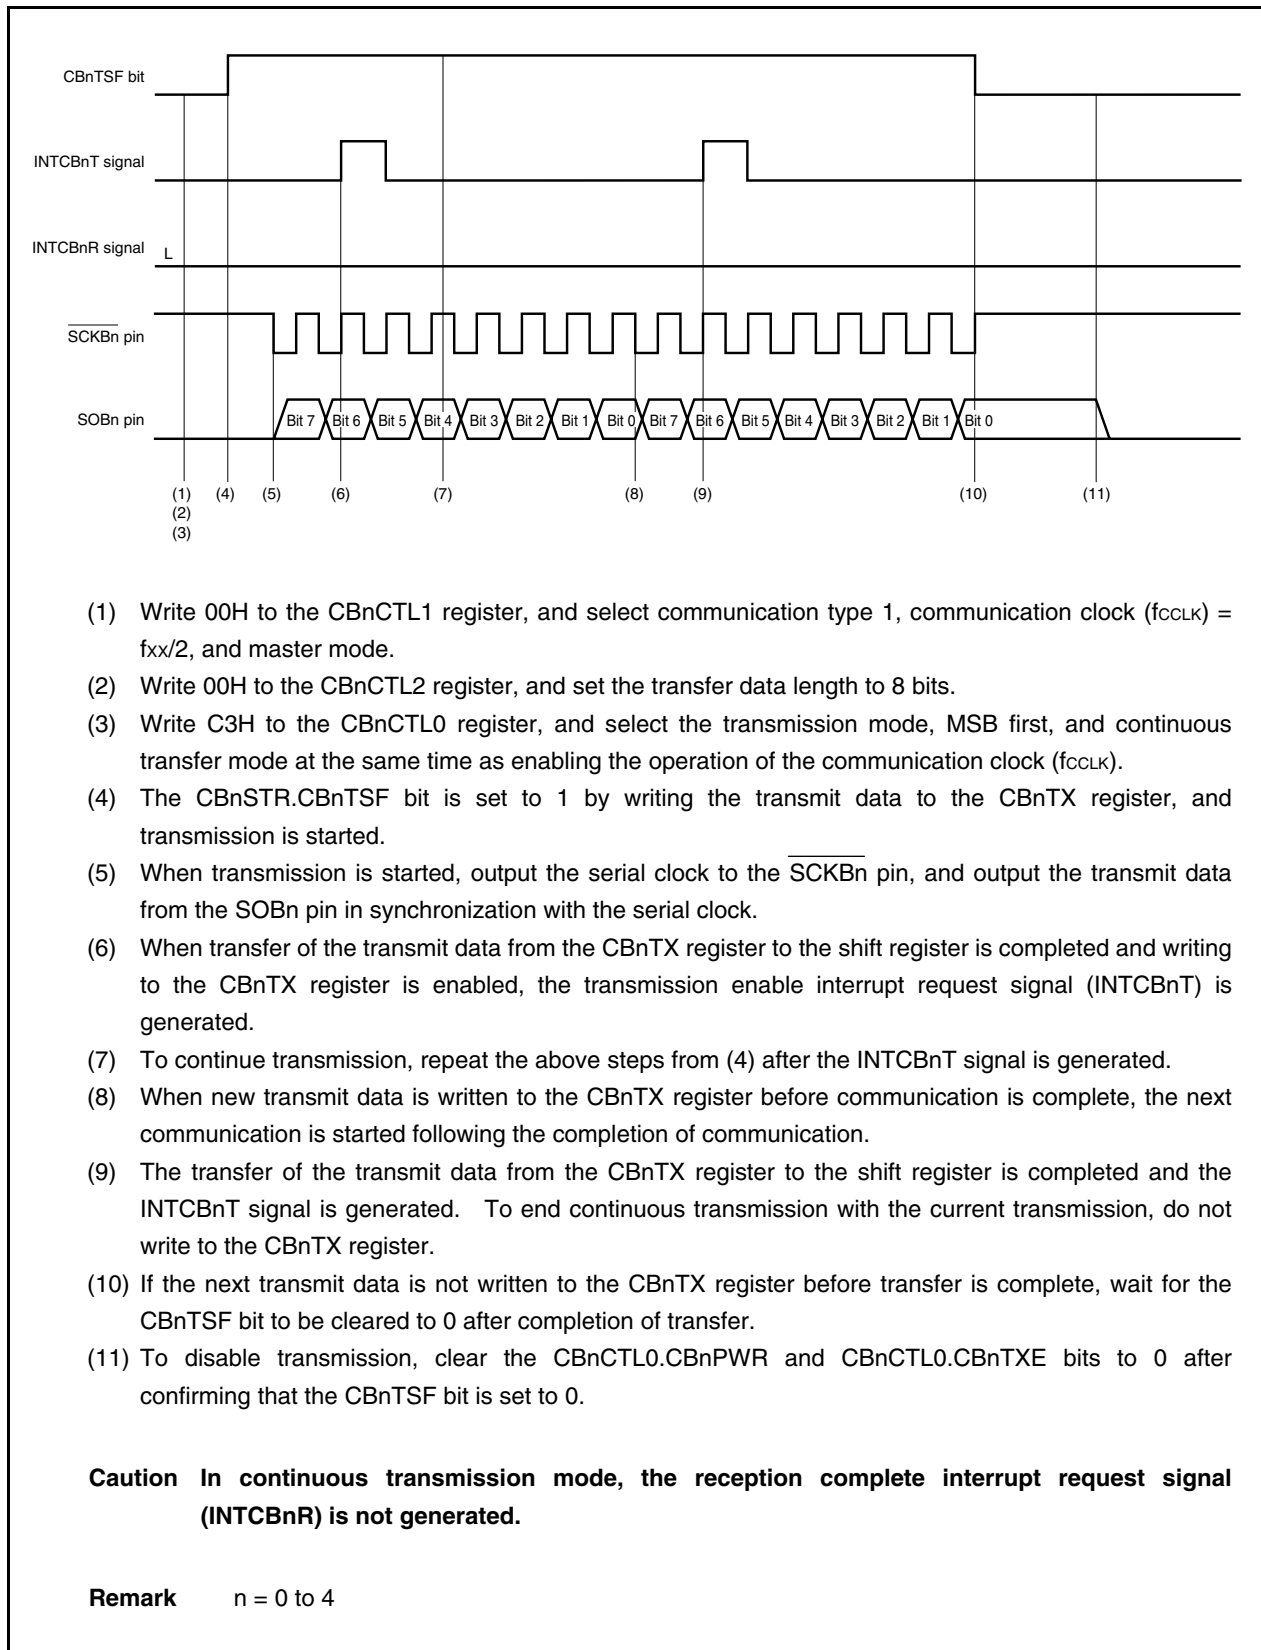 CBnTSF bit
INTCBnT signal
INTCBnR signal
L
SCKBn pin
SOBn pin
Bit 7 Bit 6 Bit 5 Bit 4 Bit 3 Bit 2 Bit 1 Bit 0 Bit 7 Bit 6 Bit 5 Bit 4 Bit 3 Bit 2 Bit 1 Bit 0
(1) (4) (5) (6) (7) (8) (9) (10) (11)
(2)
(3)
(1) Write 00H to the CBnCTL1 register, and select communication type 1, communication clock (fCCLK) =
fXX/2, and master mode.
(2) Write 00H to the CBnCTL2 register, and set the transfer data length to 8 bits.
(3) Write C3H to the CBnCTL0 register, and select the transmission mode, MSB first, and continuous
transfer mode at the same time as enabling the operation of the communication clock (fCCLK).
(4) The CBnSTR.CBnTSF bit is set to 1 by writing the transmit data to the CBnTX register, and
transmission is started.
(5) When transmission is started, output the serial clock to the SCKBn pin, and output the transmit data
from the SOBn pin in synchronization with the serial clock.
(6) When transfer of the transmit data from the CBnTX register to the shift register is completed and writing
to the CBnTX register is enabled, the transmission enable interrupt request signal (INTCBnT) is
generated.
(7) To continue transmission, repeat the above steps from (4) after the INTCBnT signal is generated.
(8) When new transmit data is written to the CBnTX register before communication is complete, the next
communication is started following the completion of communication.
(9) The transfer of the transmit data from the CBnTX register to the shift register is completed and the
INTCBnT signal is generated. To end continuous transmission with the current transmission, do not
write to the CBnTX register.
(10) If the next transmit data is not written to the CBnTX register before transfer is complete, wait for the
CBnTSF bit to be cleared to 0 after completion of transfer.
(11) To disable transmission, clear the CBnCTL0.CBnPWR and CBnCTL0.CBnTXE bits to 0 after
confirming that the CBnTSF bit is set to 0.
Caution In continuous transmission mode, the reception complete interrupt request signal
(INTCBnR) is not generated.
Remark n = 0 to 4